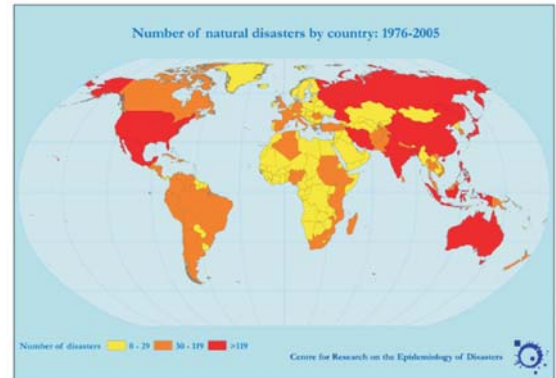 Number of natural disasters by country: 1976-2005
Number of disasters 0 - 29 30 - 119 >119
Centre for Research on the Epidemiology of Disasters